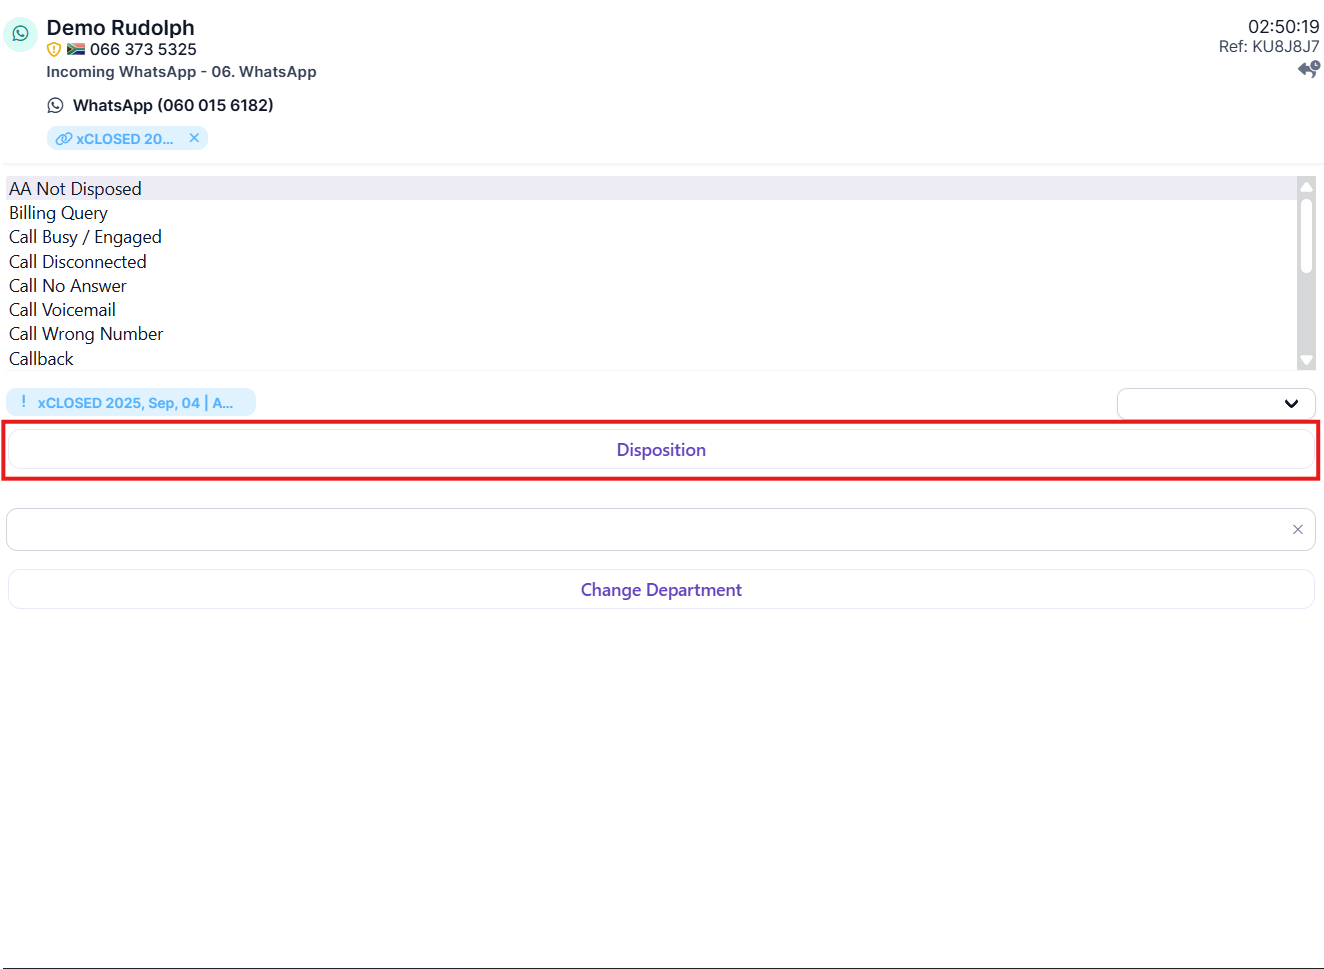 Demo Rudolph
02:50:19
066 373 5325
Ref: KU8J8J7
Incoming WhatsApp - 06. WhatsApp
WhatsApp (060 015 6182)
xCLOSED 20...
AA Not Disposed
Billing Query
Call Busy / Engaged
Call Disconnected
Call No Answer
Call Voicemail
Call Wrong Number
Callback
! xCLOSED 2025, Sep, 04 | A...
Disposition
Change Department